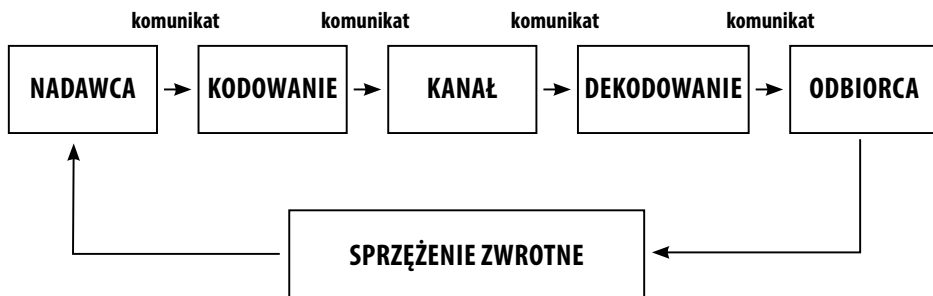 komunikat komunikat komunikat komunikat
NADAWCA KODOWANIE KANAŁ DEKODOWANIE ODBIORCA
SPRZĘŻENIE ZWROTNE